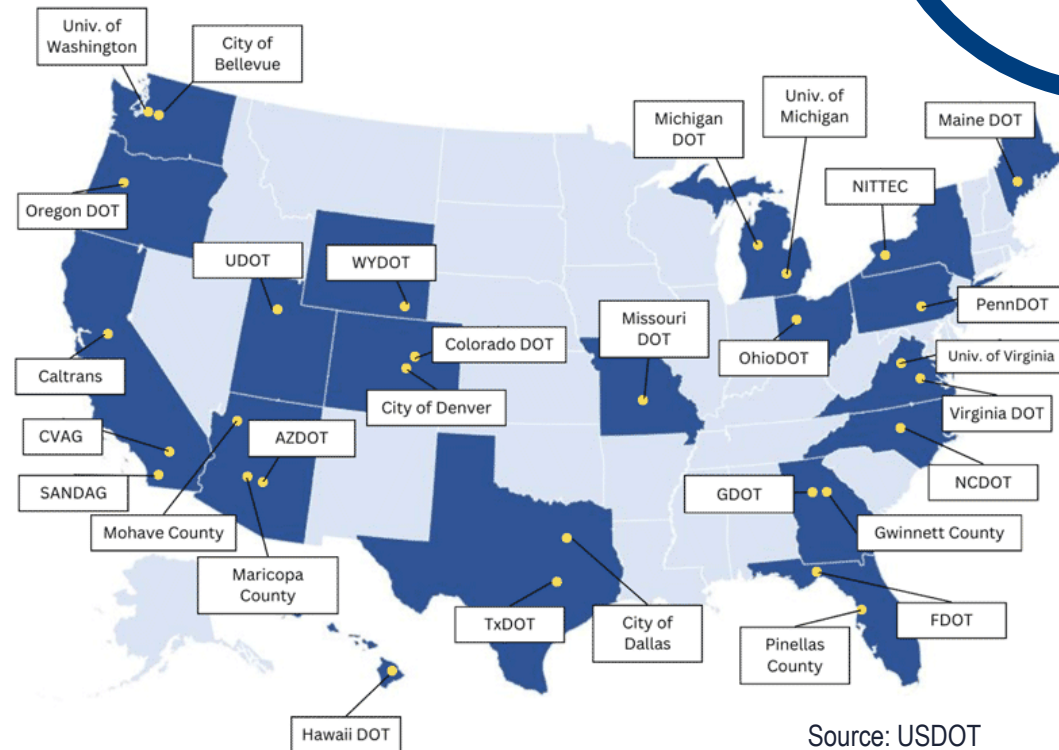 Univ. of
Washington
City of
Bellevue
Oregon DOT
UDOT
WYDOT
Michigan
DOT
Univ. of
Michigan
Maine DOT
NITTEC
PennDOT
Missouri
DOT
OhioDOT
Univ. of Virginia
Virginia DOT
Colorado DOT
City of Denver
Caltrans
CVAG
AZDOT
SANDAG
Mohave County
Maricopa
County
GDOT
NCDOT
Gwinnett County
TxDOT
City of
Dallas
FDOT
Pinellas
County
Hawaii DOT
Source: USDOT